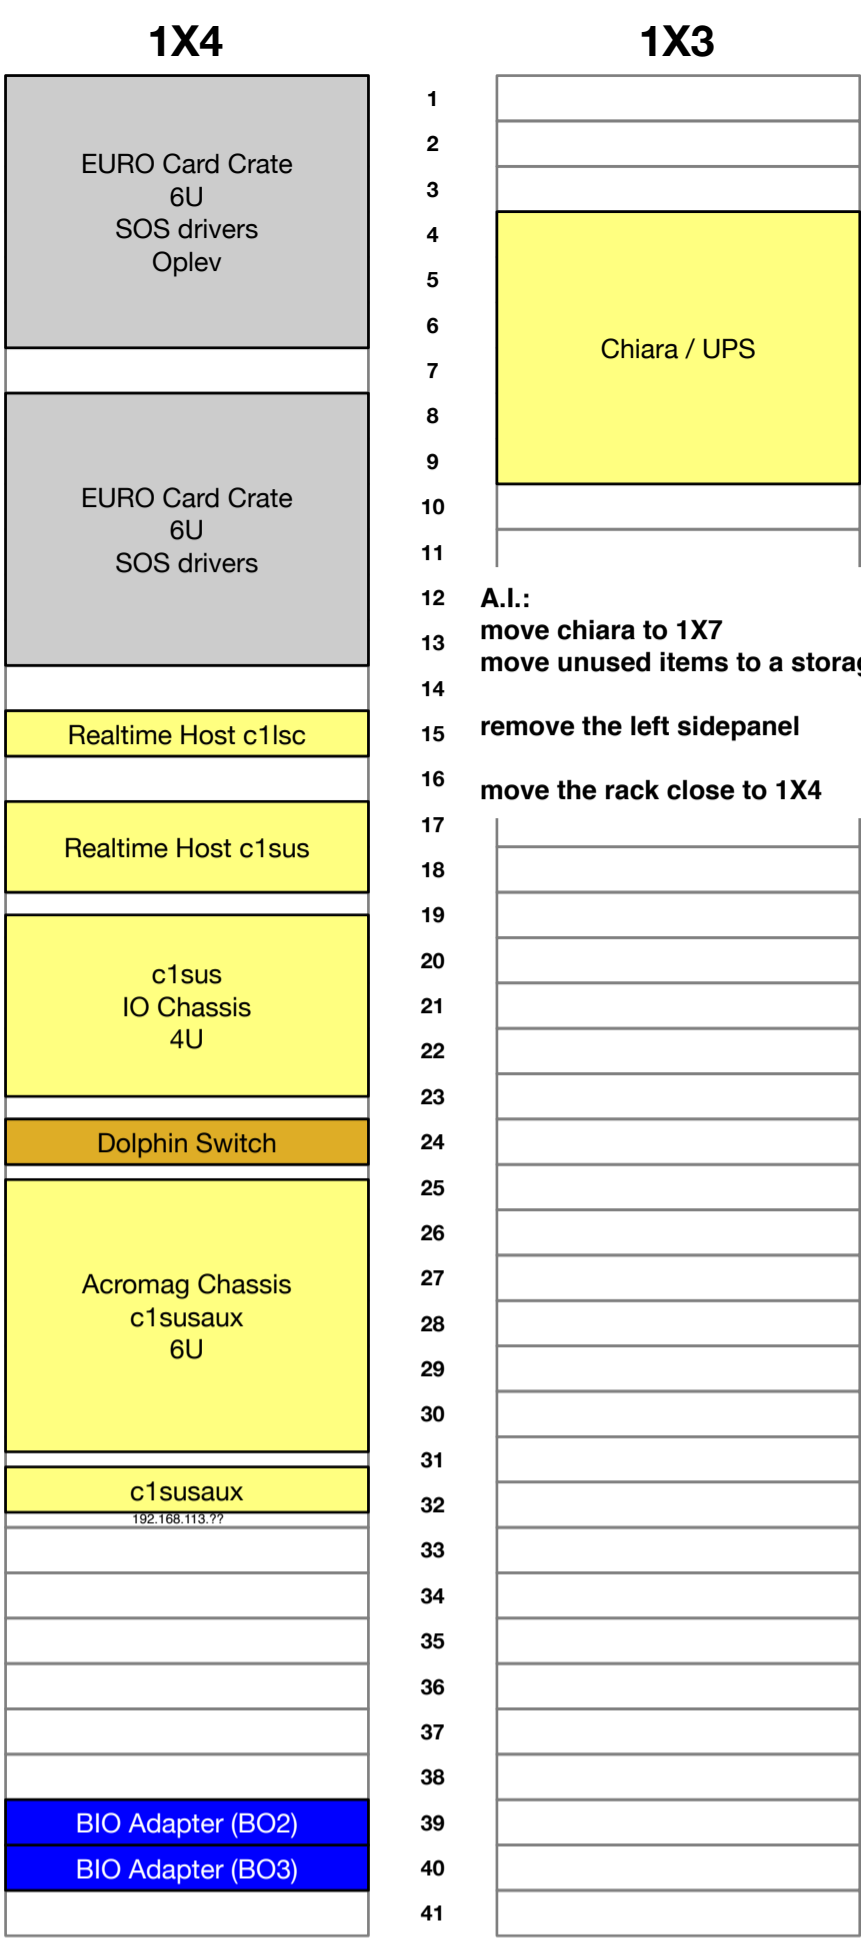 1X4
1X3
EURO Card Crate
6U
SOS drivers
Oplev
1
2
3
4
5
6
7
8
9
10
11
12
13
14
15
16
17
18
19
20
21
22
23
24
25
26
27
28
29
30
31
32
33
34
35
36
37
38
39
40
41
Chiara / UPS
EURO Card Crate
6U
SOS drivers
A.I.:
move chiara to 1X7
move unused items to a
remove the left sidepanel
move the rack close to 1X4
Realtime Host c1lsc
Realtime Host c1sus
c1sus
IO Chassis
4U
Dolphin Switch
Acromag Chassis
c1susaux
6U
c1susaux
192.168.113.??
BIO Adapter (BO2)
BIO Adapter (BO3)